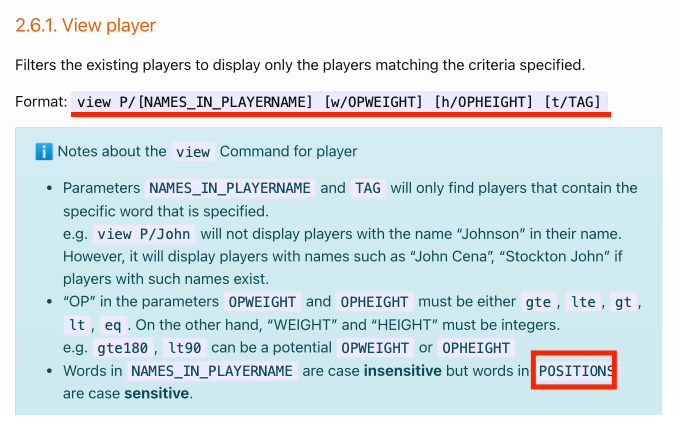 2.6.1. View player
Filters the existing players to display only the players matching the criteria specified.
Format: view P/[NAMES_IN_PLAYERNAME] [w/OPWEIGHT] [h/OPHEIGHT] [t/TAG]
Notes about the view Command for player
• Parameters NAMES_IN_PLAYERNAME and TAG will only find players that contain the
specific word that is specified.
e.g. view P/John will not display players with the name “Johnson” in their name.
However, it will display players with names such as “John Cena”, “Stockton John” if
players with such names exist.
• “OP” in the parameters OPWEIGHT and OPHEIGHT must be either gte, lte, gt,
lt, eq. On the other hand, “WEIGHT” and “HEIGHT” must be integers.
e.g. gte180, lt90 can be a potential OPWEIGHT or OPHEIGHT
• Words in NAMES_IN_PLAYERNAME are case insensitive but words in POSITIONS
are case sensitive.